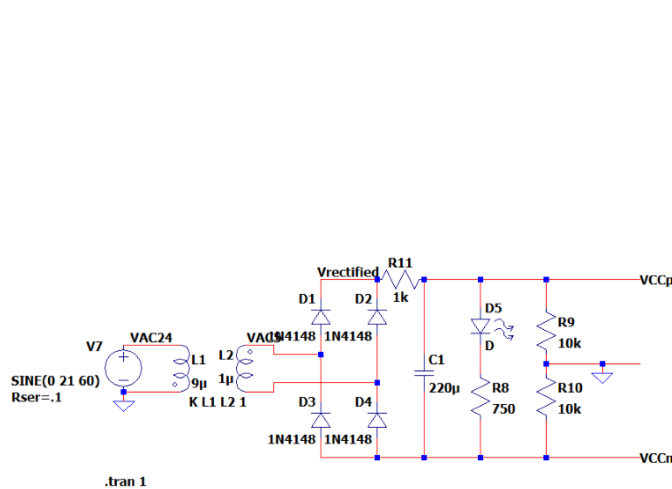 R11
Vrectified
1k
VCCp
D1
D2
D5
R9
V7
VAC24
L2
VAC5
1N4148
1N4148
D
10k
L1
C1
SINE(0 21 60)
9µ
1µ
220µ
R8
R10
Rser=.1
K L1 L2 1
D3
D4
750
10k
1N4148
1N4148
VCCn
.tran 1